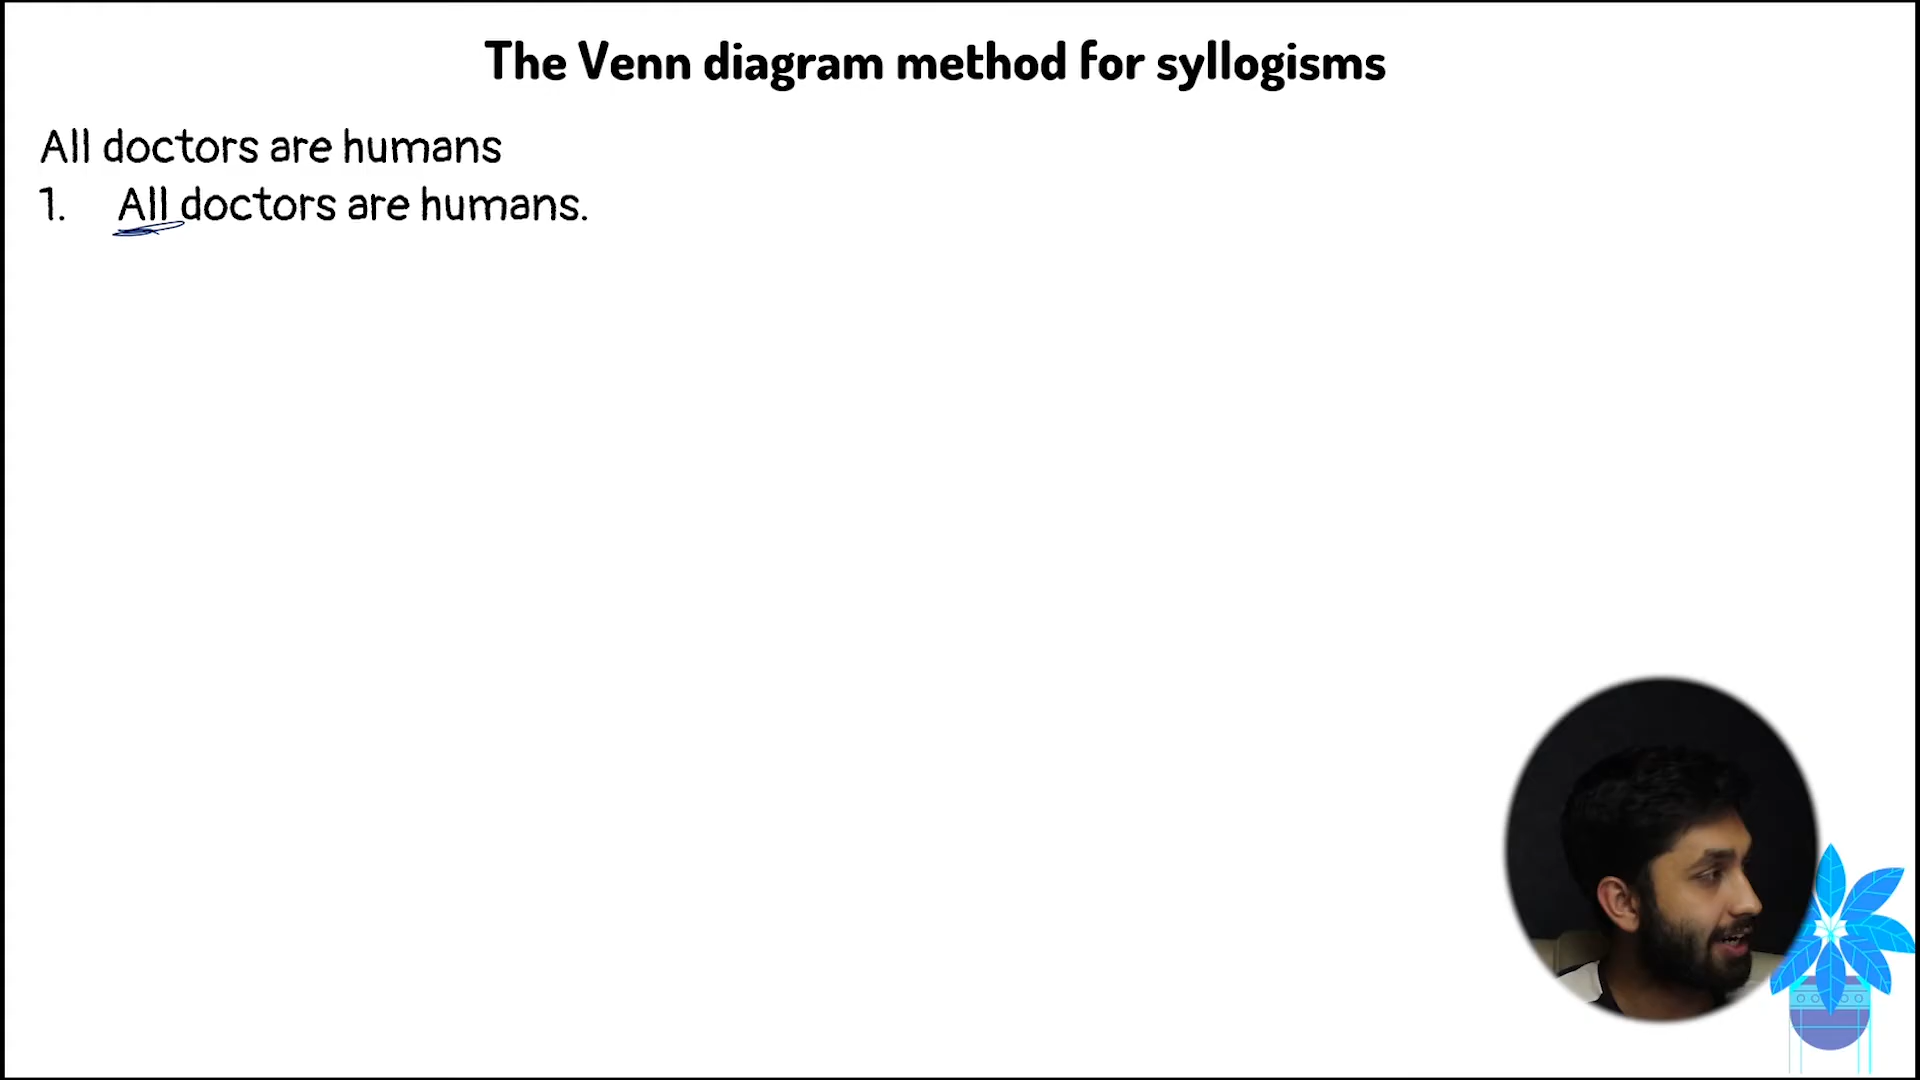 The Venn diagram method for syllogisms
All doctors are humans
1. All doctors are humans.